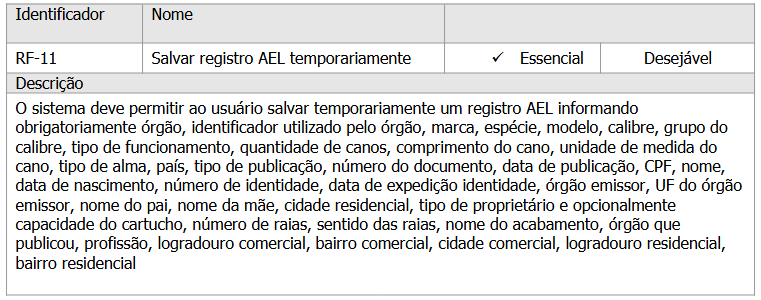 Identificador Nome
RF-11 Salvar registro AEL temporariamente ✓ Essencial Desejável
Descrição
O sistema deve permitir ao usuário salvar temporariamente um registro AEL informando
obrigatoriamente órgão, identificador utilizado pelo órgão, marca, espécie, modelo, calibre, grupo do
calibre, tipo de funcionamento, quantidade de canos, comprimento do cano, unidade de medida do
cano, tipo de alma, país, tipo de publicação, número do documento, data de publicação, CPF, nome,
data de nascimento, número de identidade, data de expedição identidade, órgão emissor, UF do órgão
emissor, nome do pai, nome da mãe, cidade residencial, tipo de proprietário e opcionalmente
capacidade do cartucho, número de raias, sentido das raias, nome do acabamento, órgão que
publicou, profissão, logradouro comercial, bairro comercial, cidade comercial, logradouro residencial,
bairro residencial